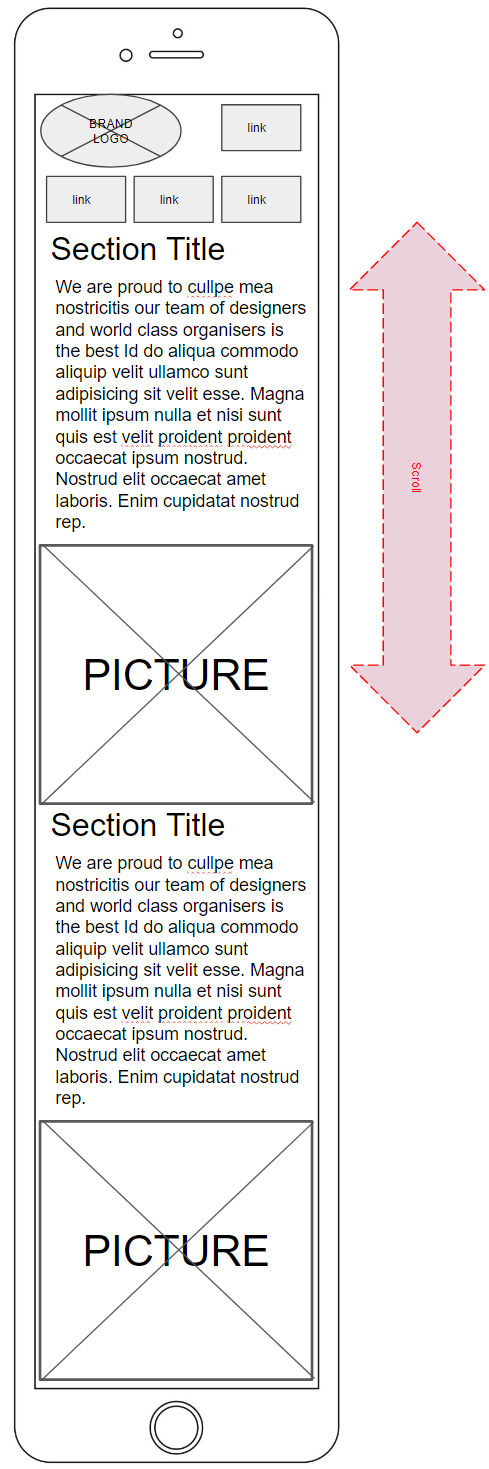 BRAND
LOGO
link
link
link
link
Section Title
We are proud to cullpe mea
nostricitis our team of designers
and world class organisers is
the best Id do aliqua commodo
aliquip velit ullamco sunt
adipisicing sit velit esse. Magna
mollit ipsum nulla et nisi sunt
quis est velit proident proident
occaecat ipsum nostrud.
Nostrud elit occaecat amet
laboris. Enim cupidatat nostrud
rep.
PICTURE
Section Title
We are proud to cullpe mea
nostricitis our team of designers
and world class organisers is
the best Id do aliqua commodo
aliquip velit ullamco sunt
adipisicing sit velit esse. Magna
mollit ipsum nulla et nisi sunt
quis est velit proident proident
occaecat ipsum nostrud.
Nostrud elit occaecat amet
laboris. Enim cupidatat nostrud
rep.
PICTURE
Scroll